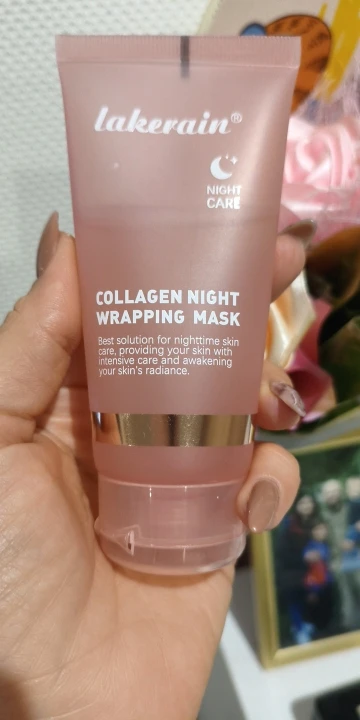 lakerain®
NIGHT
CARE
COLLAGEN NIGHT
WRAPPING MASK
Best solution for nighttime skin
care, providing your skin with
intensive care and awakening
your skin's radiance.